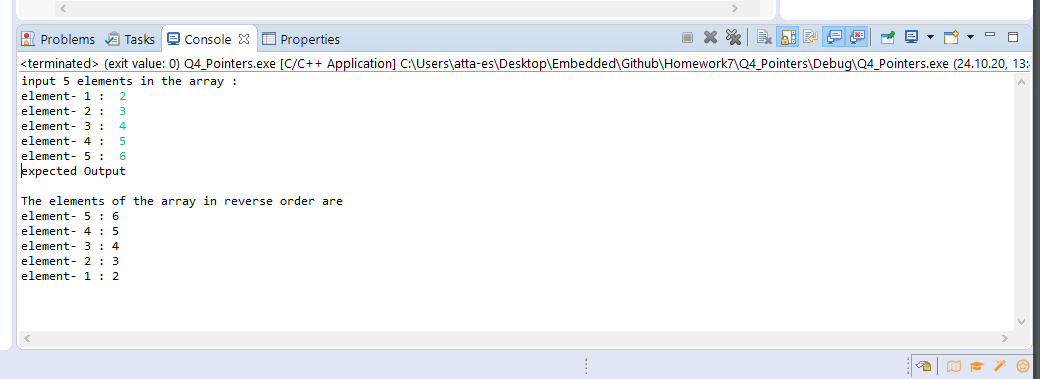 Problems Tasks Console Properties
<terminated> (exit value: 0) Q4_Pointers.exe [C/C++ Application] C:\Users\atta-es\Desktop\Embedded\Github\Homework7\Q4_Pointers\Debug\Q4_Pointers.exe (24.10.20, 13:
input 5 elements in the array :
element- 1 :  2
element- 2 :  3
element- 3 :  4
element- 4 :  5
element- 5 :  6
expected Output

The elements of the array in reverse order are
element- 5 : 6
element- 4 : 5
element- 3 : 4
element- 2 : 3
element- 1 : 2